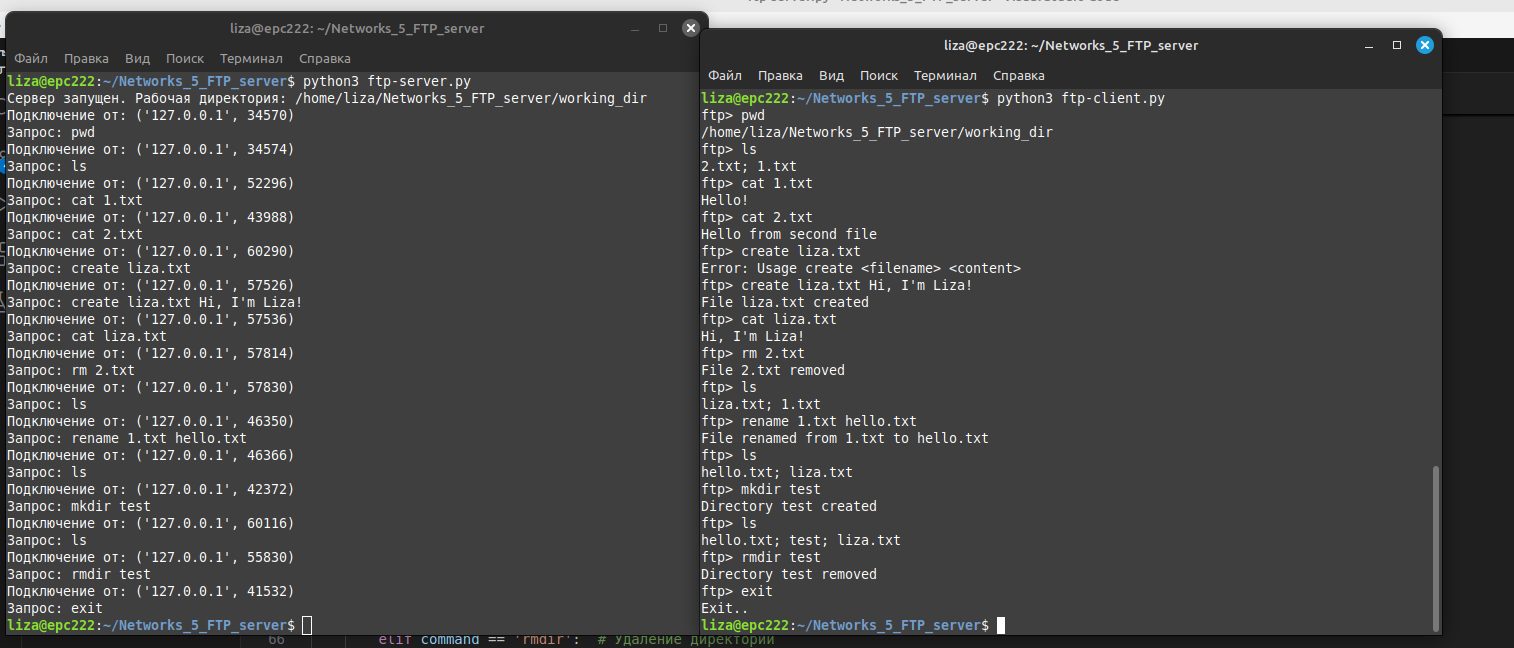 liza@epc222: ~/Networks_5_FTP_server
Файл Правка Вид Поиск Терминал Справка
liza@epc222:~/Networks_5_FTP_server$ python3 ftp-server.py
Сервер запущен. Рабочая директория: /home/liza/Networks_5_FTP_server/working_dir
Подключение от: ('127.0.0.1', 34570)
Запрос: pwd
Подключение от: ('127.0.0.1', 34574)
Запрос: ls
Подключение от: ('127.0.0.1', 52296)
Запрос: cat 1.txt
Подключение от: ('127.0.0.1', 43988)
Запрос: cat 2.txt
Подключение от: ('127.0.0.1', 60290)
Запрос: create liza.txt
Подключение от: ('127.0.0.1', 57526)
Запрос: create liza.txt Hi, I'm Liza!
Подключение от: ('127.0.0.1', 57536)
Запрос: cat liza.txt
Подключение от: ('127.0.0.1', 57814)
Запрос: rm 2.txt
Подключение от: ('127.0.0.1', 57830)
Запрос: ls
Подключение от: ('127.0.0.1', 46350)
Запрос: rename 1.txt hello.txt
Подключение от: ('127.0.0.1', 46366)
Запрос: ls
Подключение от: ('127.0.0.1', 42372)
Запрос: mkdir test
Подключение от: ('127.0.0.1', 60116)
Запрос: ls
Подключение от: ('127.0.0.1', 55830)
Запрос: rmdir test
Подключение от: ('127.0.0.1', 41532)
Запрос: exit
liza@epc222:~/Networks_5_FTP_server$
liza@epc222: ~/Networks_5_FTP_server
Файл Правка Вид Поиск Терминал Справка
liza@epc222:~/Networks_5_FTP_server$ python3 ftp-client.py
ftp> pwd
/home/liza/Networks_5_FTP_server/working_dir
ftp> ls
2.txt; 1.txt
ftp> cat 1.txt
Hello!
ftp> cat 2.txt
Hello from second file
ftp> create liza.txt
Error: Usage create <filename> <content>
ftp> create liza.txt Hi, I'm Liza!
File liza.txt created
ftp> cat liza.txt
Hi, I'm Liza!
ftp> rm 2.txt
File 2.txt removed
ftp> ls
liza.txt; 1.txt
ftp> rename 1.txt hello.txt
File renamed from 1.txt to hello.txt
ftp> ls
hello.txt; liza.txt
ftp> mkdir test
Directory test created
ftp> ls
hello.txt; test; liza.txt
ftp> rmdir test
Directory test removed
ftp> exit
Exit..
liza@epc222:~/Networks_5_FTP_server$
66 elif command == 'rmdir': # Удаление директории